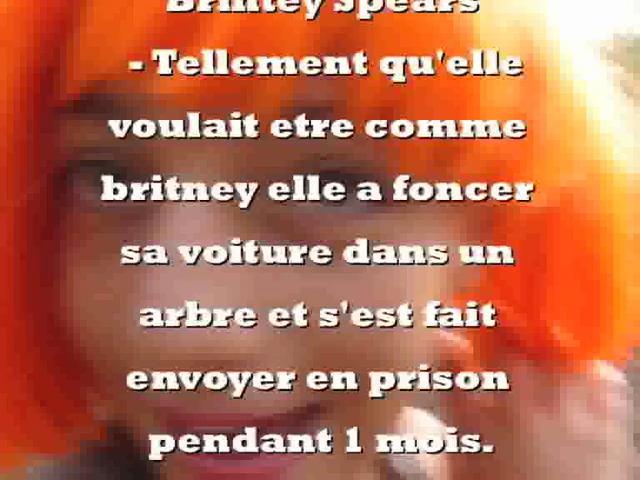 Britney Spears
- Tellement qu'elle
voulait etre comme
britney elle a foncer
sa voiture dans un
arbre et s'est fait
envoyer en prison
pendant 1 mois.